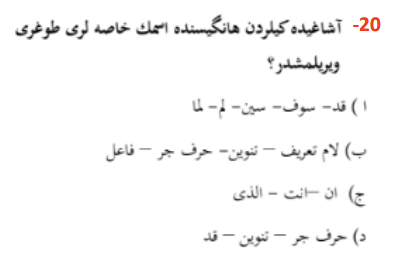 20- آشاغیده کیلردن هانگیسنده اسمك خاصه لری طوغری
ویریلمشدر؟
ا ) قد- سوف- سین- لم- لما
ب) لام تعریف – تنوین- حرف جر – فاعل
ج) ان –انت - الذی
د) حرف جر – تنوین – قد